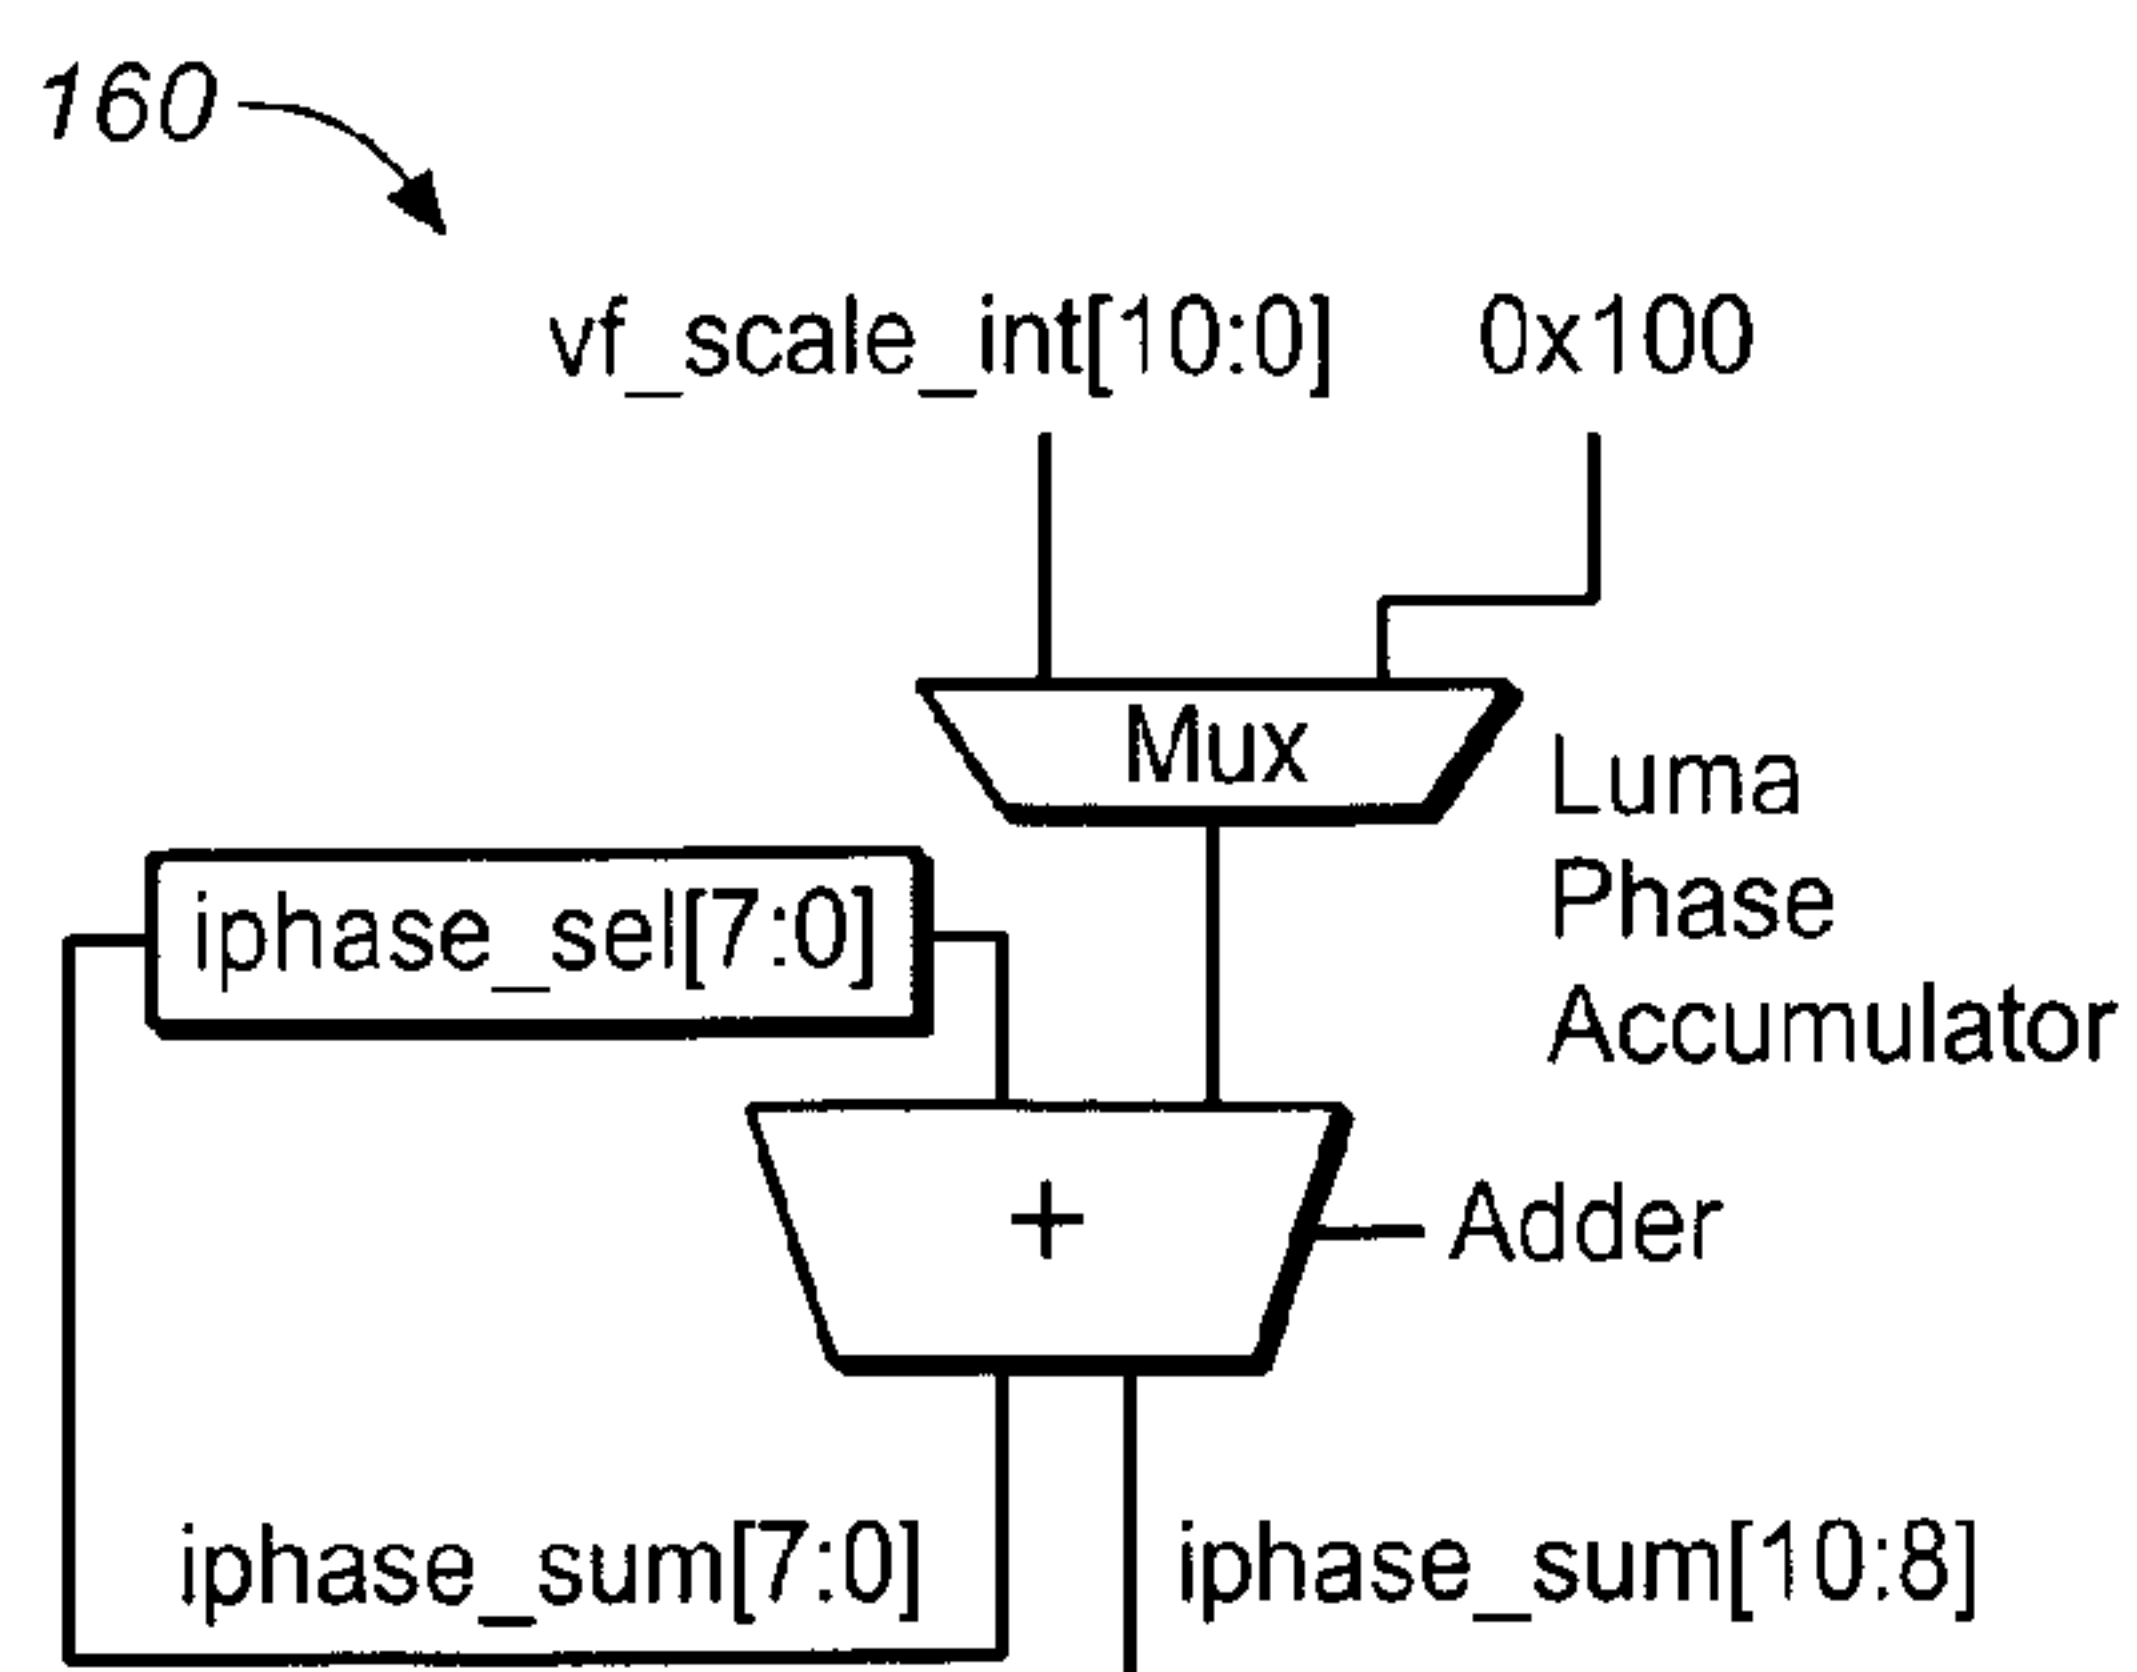 160
vf_scale_int[10:0] 0x100
Mux
Luma
Phase
Accumulator
iphase_sel[7:0]
+
Adder
iphase_sum[7:0] iphase_sum[10:8]